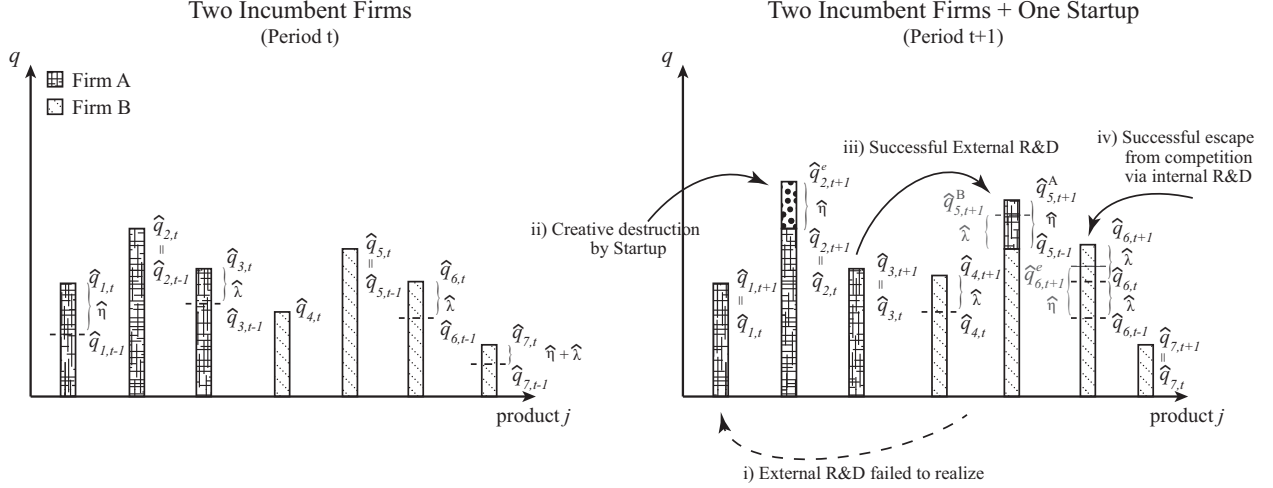 Two Incumbent Firms
(Period t)
q
Firm A
Firm B
q̂1,t
η̂
q̂1,t-1
q̂2,t
=
q̂2,t-1
q̂3,t
λ̂
q̂3,t-1
q̂4,t
q̂5,t
=
q̂5,t-1
q̂6,t
λ̂
q̂6,t-1
q̂7,t
η̂ + λ̂
q̂7,t-1
product j
Two Incumbent Firms + One Startup
(Period t+1)
q
ii) Creative destruction
by Startup
iii) Successful External R&D
iv) Successful escape
from competition
via internal R&D
q̂1,t+1
=
q̂1,t
q̂e2,t+1
η̂
q̂2,t+1
=
q̂2,t
q̂3,t+1
=
q̂3,t
q̂4,t+1
λ̂
q̂4,t
q̂B5,t+1
λ̂
q̂A5,t+1
η̂
q̂5,t-1
q̂e6,t+1
η̂
q̂6,t+1
λ̂
q̂6,t
λ̂
q̂6,t-1
q̂7,t+1
=
q̂7,t
product j
i) External R&D failed to realize